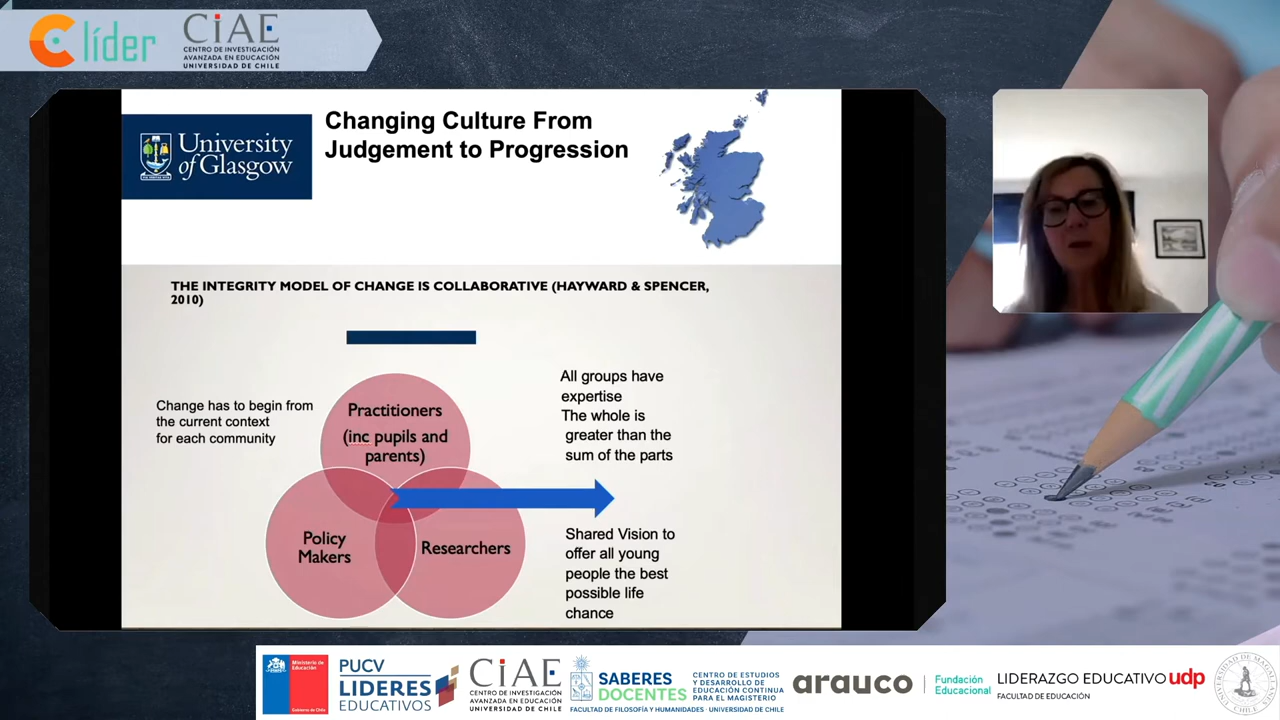 líder
CiAE
CENTRO DE INVESTIGACIÓN
AVANZADA EN EDUCACIÓN
UNIVERSIDAD DE CHILE
University
of Glasgow
Changing Culture From
Judgement to Progression
THE INTEGRITY MODEL OF CHANGE IS COLLABORATIVE (HAYWARD & SPENCER,
2010)
Change has to begin from
the current context
for each community
Practitioners
(inc pupils and
parents)
Policy
Makers
Researchers
All groups have
expertise
The whole is
greater than the
sum of the parts
Shared Vision to
offer all young
people the best
possible life
chance
Ministerio de
Educación
Gobierno de Chile
PUCV
LIDERES
EDUCATIVOS
CiAE
CENTRO DE INVESTIGACIÓN
AVANZADA EN EDUCACIÓN
UNIVERSIDAD DE CHILE
SABERES
DOCENTES
CENTRO DE ESTUDIOS
Y DESARROLLO DE
EDUCACIÓN CONTINUA
PARA EL MAGISTERIO
FACULTAD DE FILOSOFÍA Y HUMANIDADES · UNIVERSIDAD DE CHILE
arauco
Fundación
Educacional
LIDERAZGO EDUCATIVO udp
FACULTAD DE EDUCACIÓN